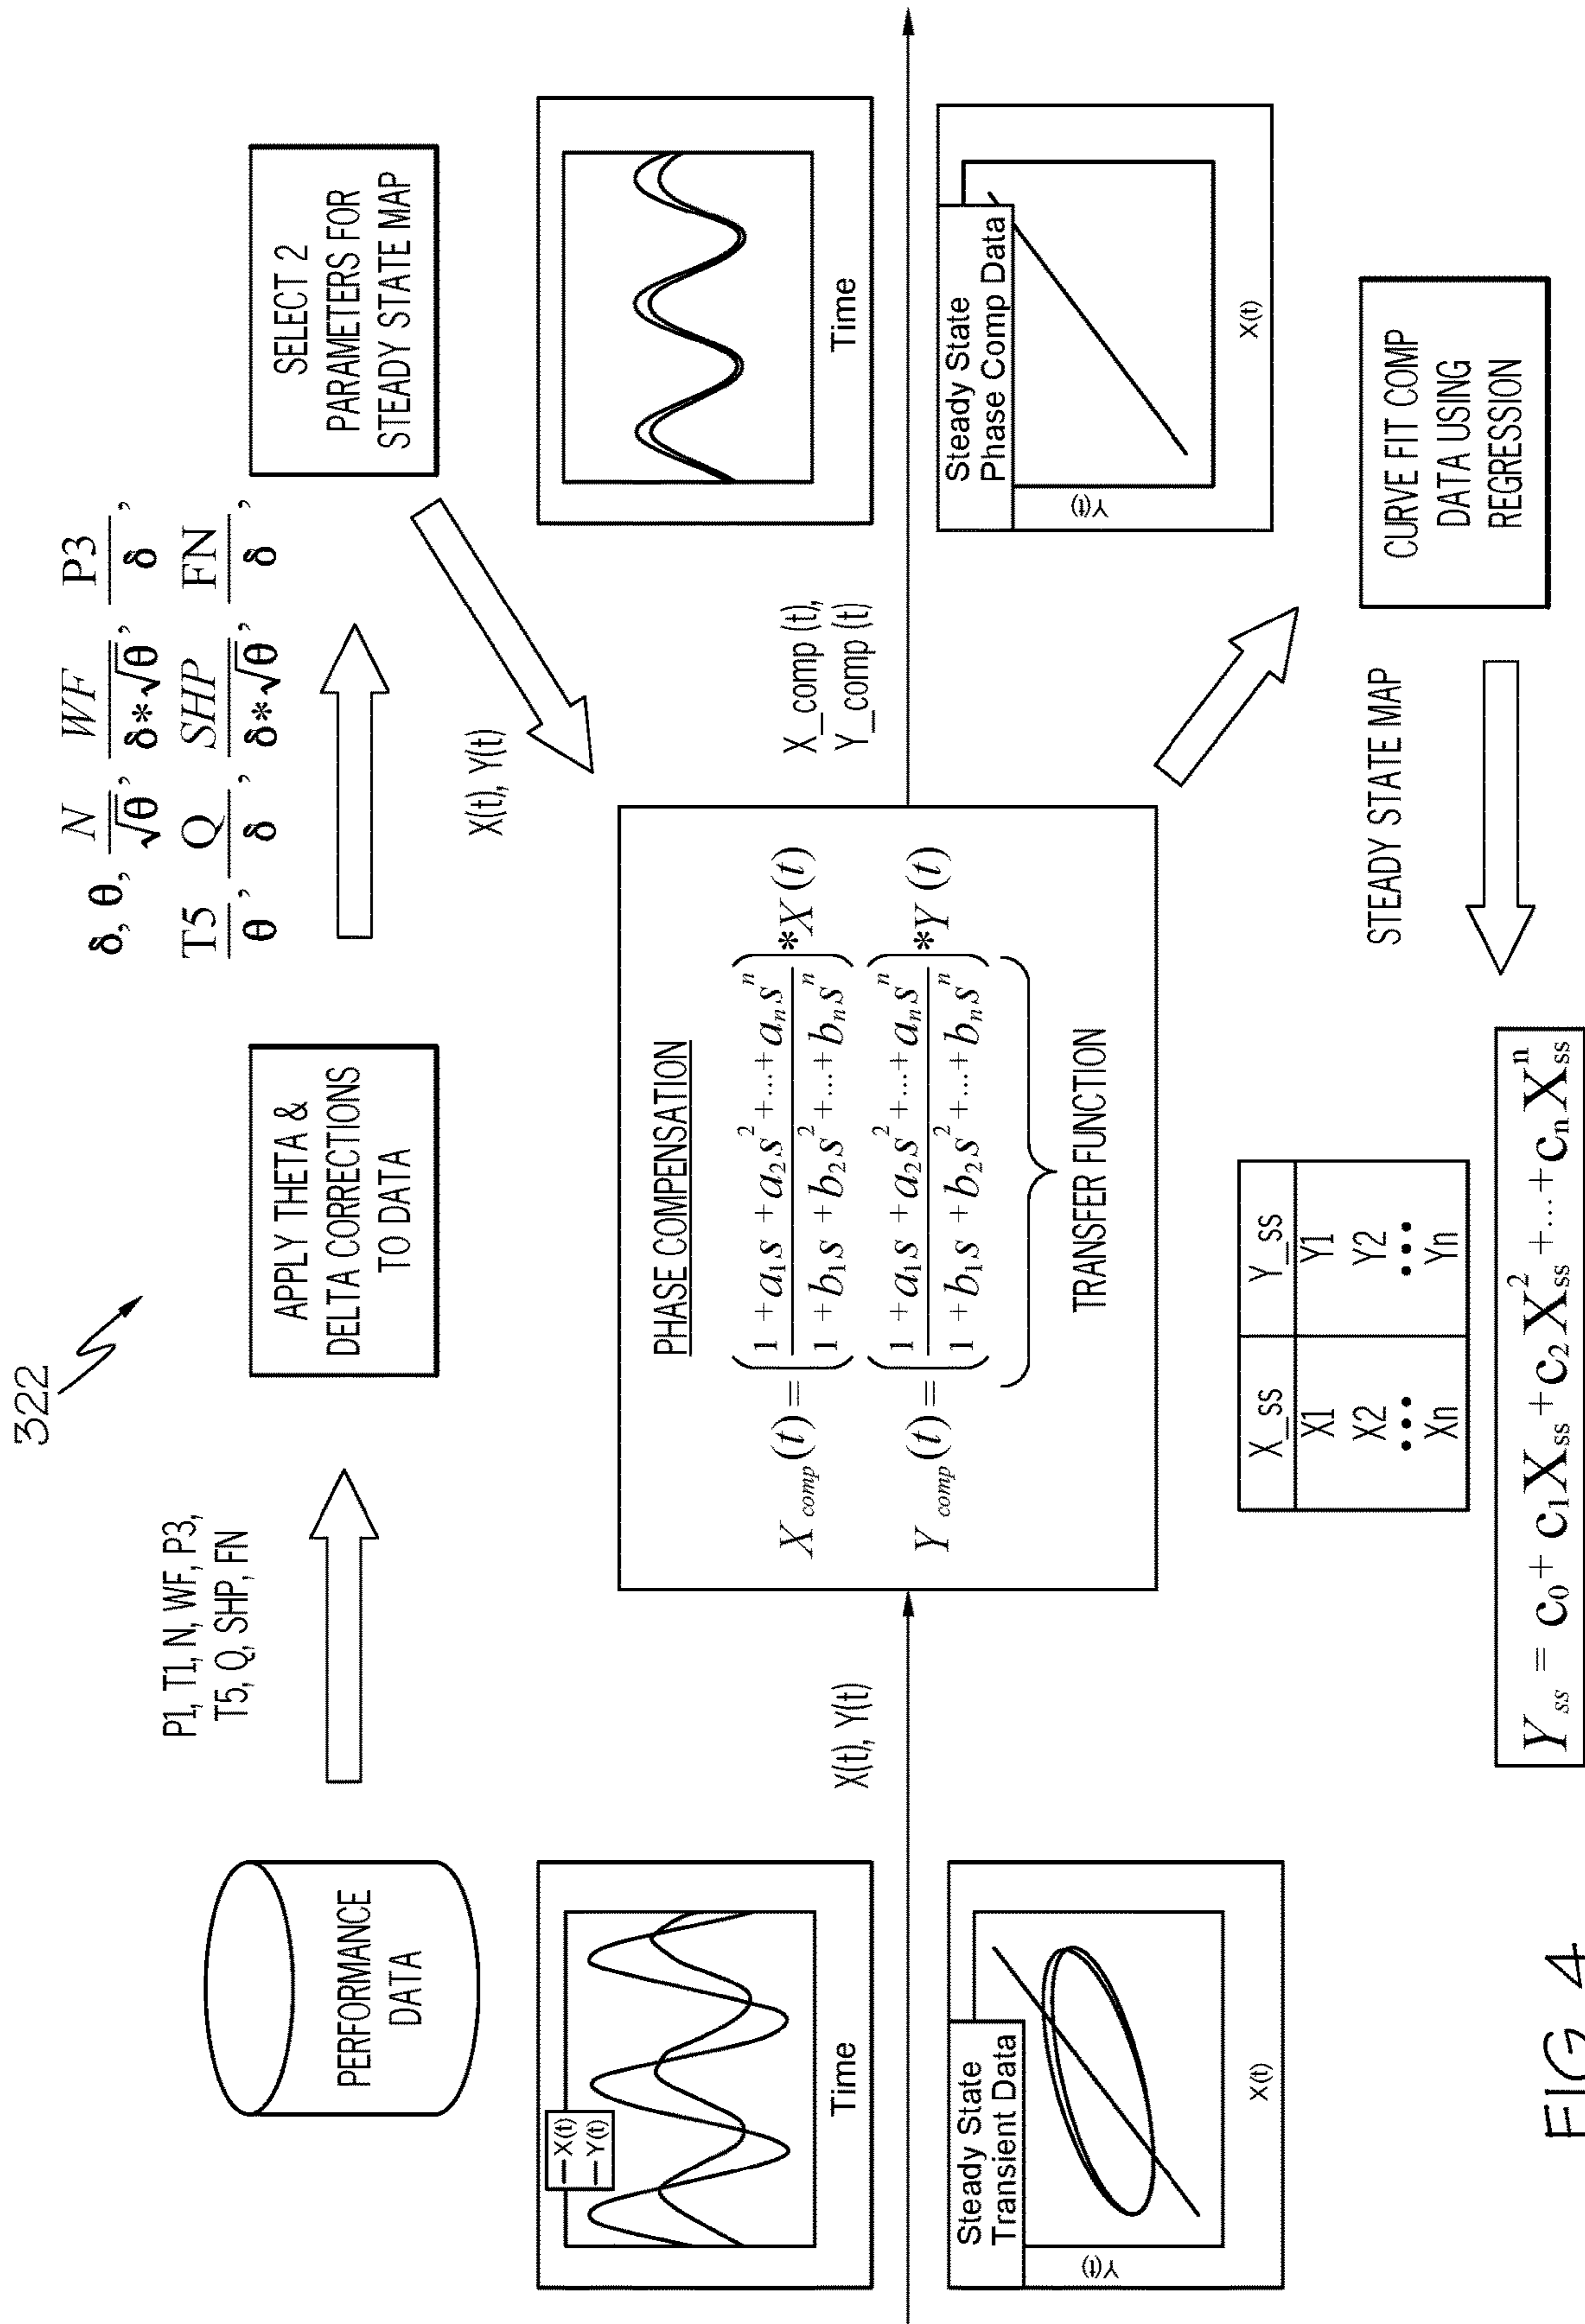 322
PERFORMANCE
DATA
P1, T1, N, WF, P3,
T5, Q, SHP, FN
APPLY THETA &
DELTA CORRECTIONS
TO DATA
δ, θ, N/√θ, WF/δ*√θ, P3/δ,
T5/θ, Q/δ, SHP/δ*√θ, FN/δ,
SELECT 2
PARAMETERS FOR
STEADY STATE MAP
X(t), Y(t)
X(t)
Y(t)
Time
X(t), Y(t)
Steady State
Transient Data
Y(t)
X(t)
PHASE COMPENSATION
X_comp(t) = (1 + a₁s + a₂s² + ... + aₙsⁿ / 1 + b₁s + b₂s² + ... + bₙsⁿ) *X(t)
Y_comp(t) = (1 + a₁s + a₂s² + ... + aₙsⁿ / 1 + b₁s + b₂s² + ... + bₙsⁿ) *Y(t)
TRANSFER FUNCTION
Time
X_comp (t),
Y_comp (t)
Steady State
Phase Comp Data
Y(t)
X(t)
CURVE FIT COMP
DATA USING
REGRESSION
STEADY STATE MAP
X_ss Y_ss
X1 Y1
X2 Y2
••• •••
Xn Yn
Y_ss = c₀ + c₁X_ss + c₂X²_ss + ... + cₙXⁿ_ss
FIG. 4